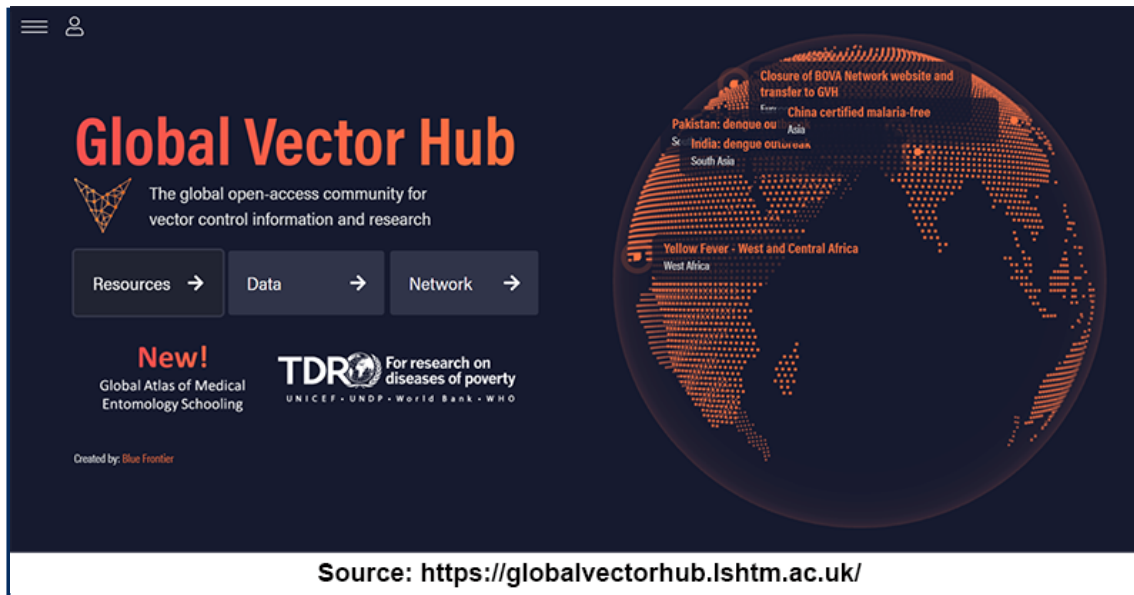 Global Vector Hub
The global open-access community for
vector control information and research
Resources →
Data →
Network →
New!
Global Atlas of Medical
Entomology Schooling
TDR
For research on
diseases of poverty
UNICEF • UNDP • World Bank • WHO
Created by: Blue Frontier
Closure of BOVA Network website and
transfer to GVH
China certified malaria-free
Asia
Pakistan: dengue
India: dengue outbreak
South Asia
Yellow Fever - West and Central Africa
West Africa
Source: https://globalvectorhub.lshtm.ac.uk/